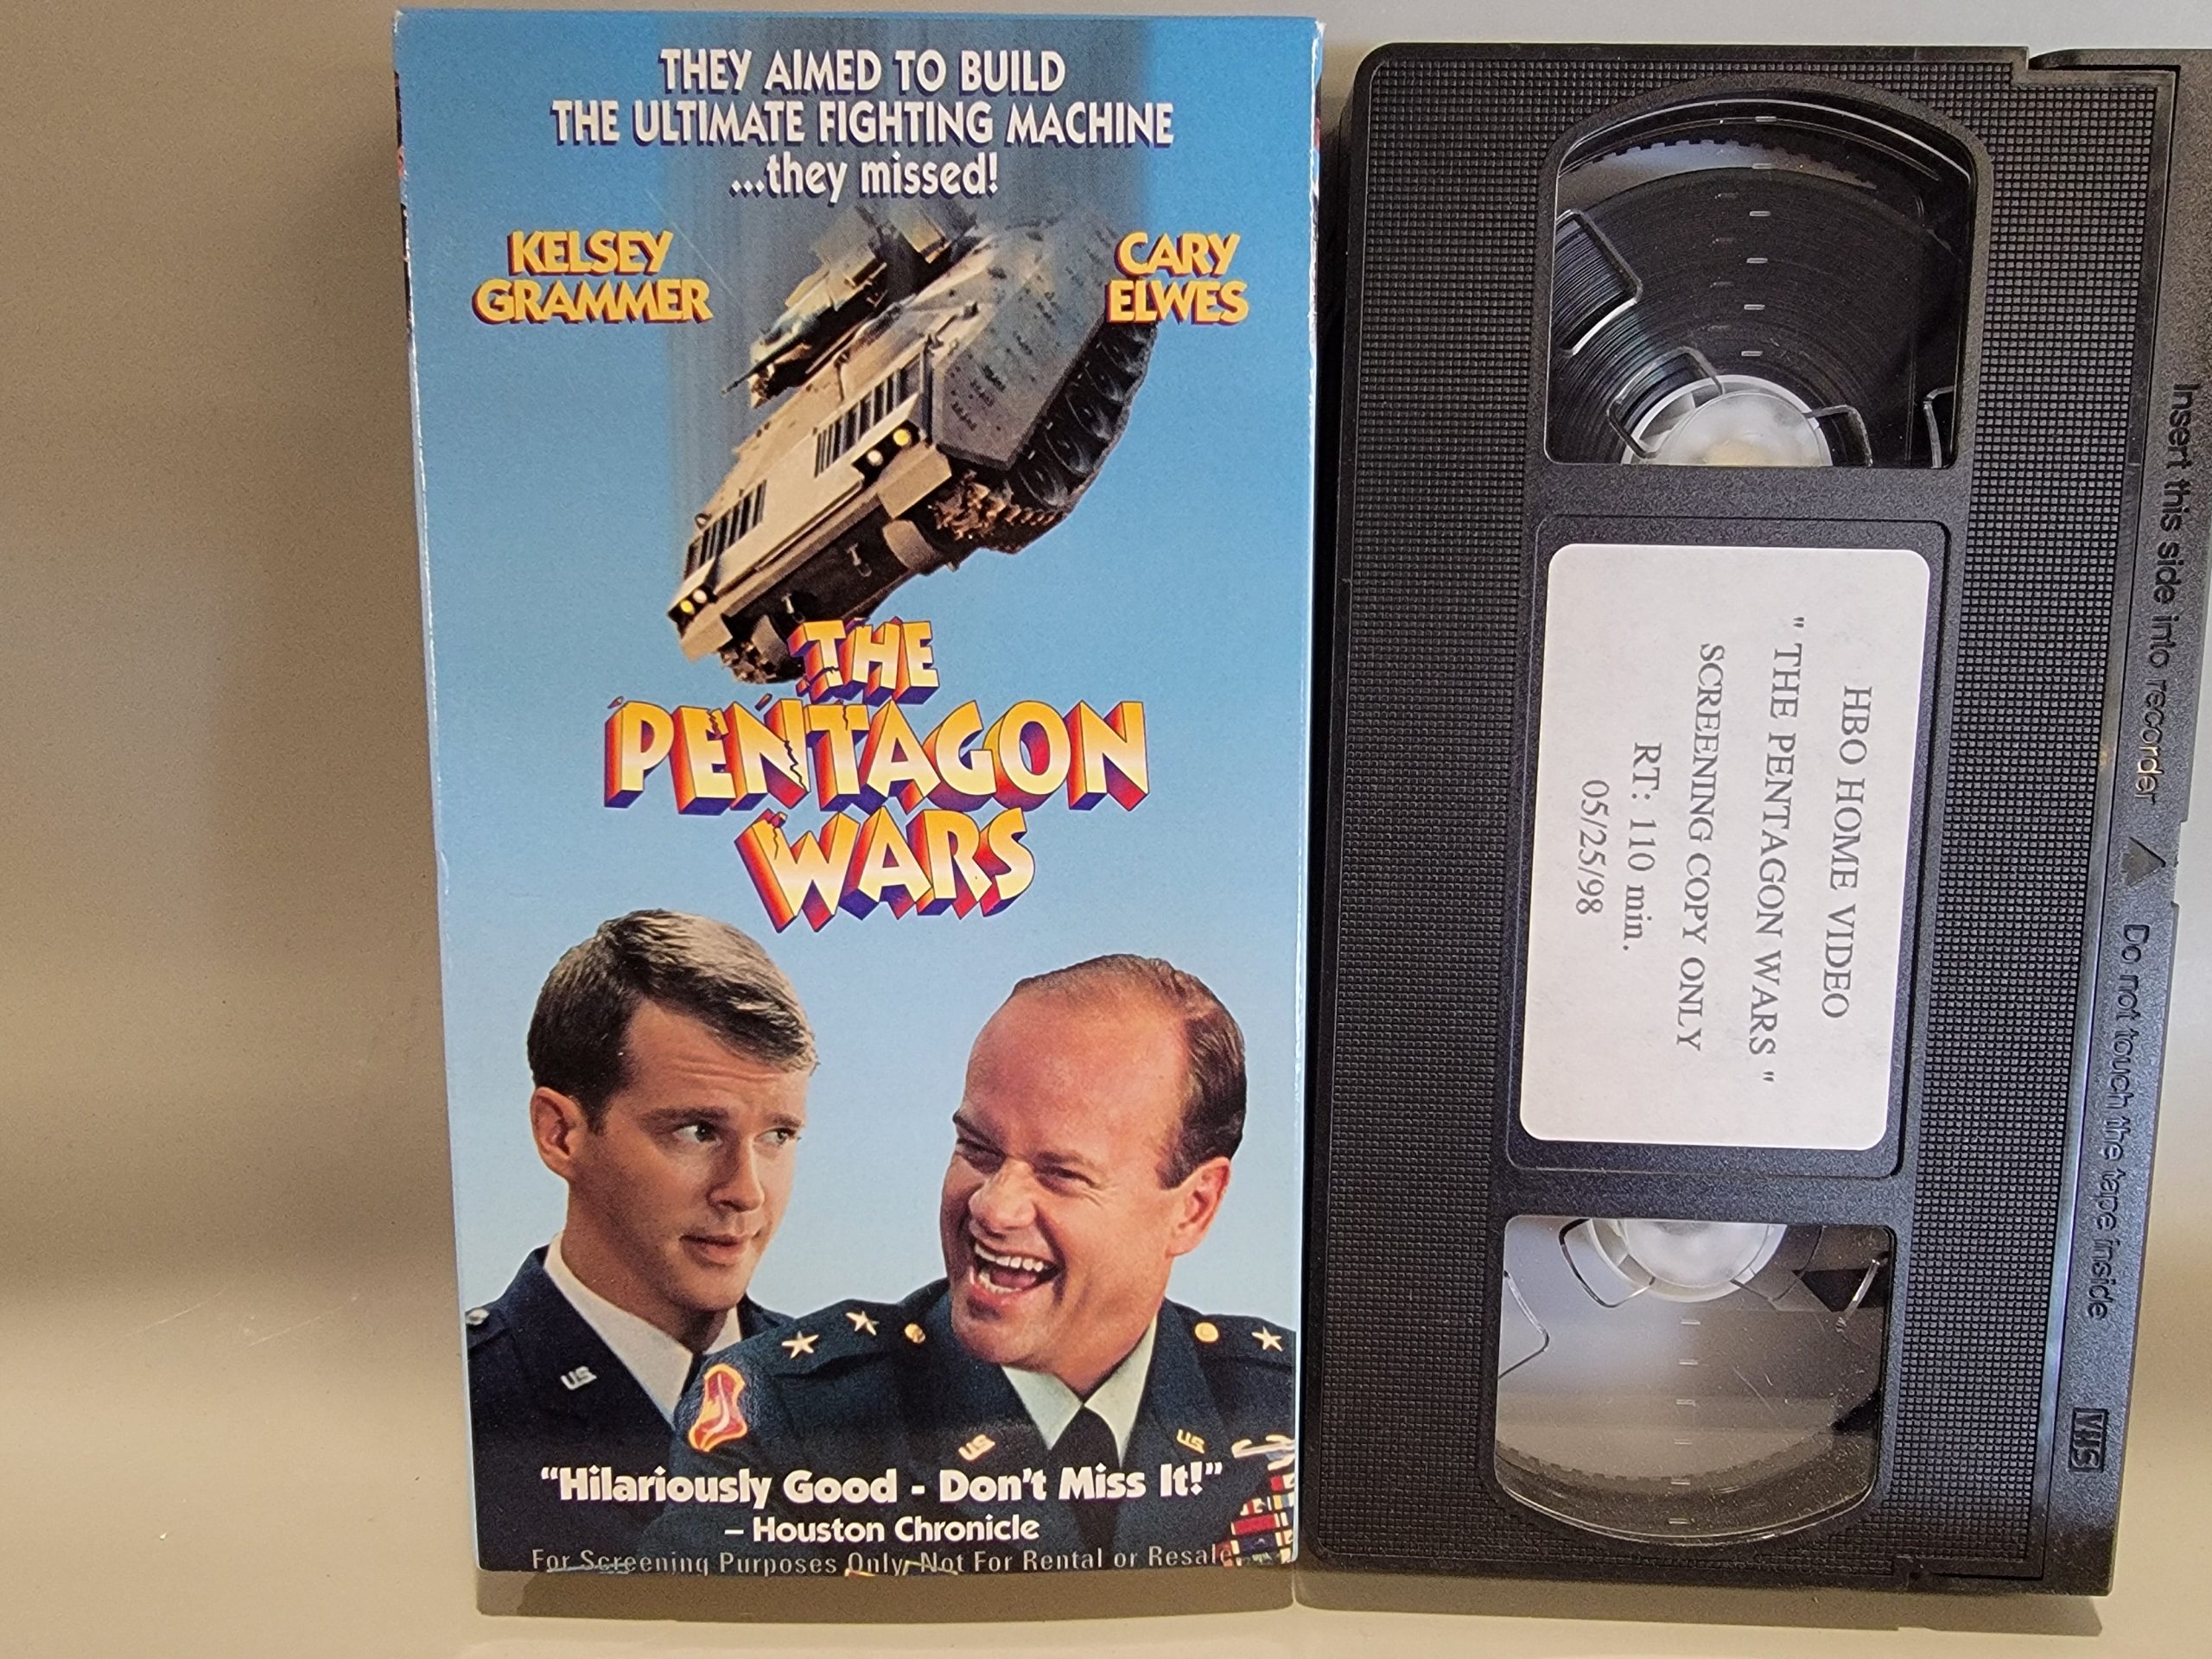 THEY AIMED TO BUILD
THE ULTIMATE FIGHTING MACHINE
...they missed!
KELSEY
GRAMMER
CARY
ELWES
THE
PENTAGON
WARS
U.S.
U.S.
U.S.
"Hilariously Good - Don't Miss It!"
– Houston Chronicle
For Screening Purposes Only, Not For Rental or Resale
HBO HOME VIDEO
" THE PENTAGON WARS "
SCREENING COPY ONLY
RT: 110 min.
05/25/98
Insert this side into recorder ▲ Do not touch the tape inside
VHS